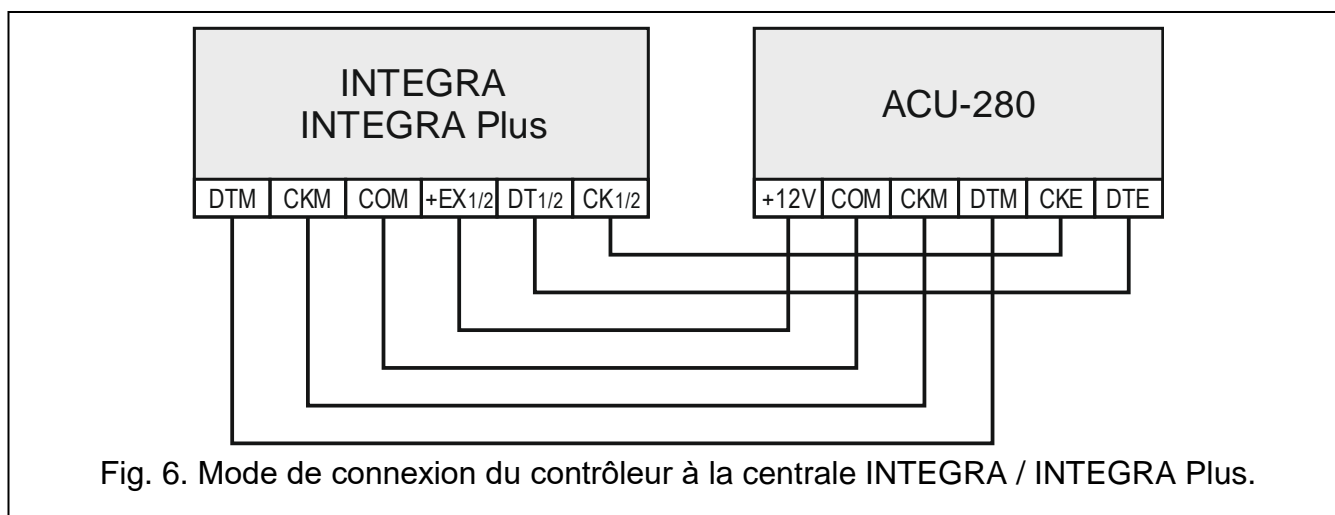 INTEGRA
INTEGRA Plus
ACU-280
DTM CKM COM +EX1/2 DT1/2 CK1/2
+12V COM CKM DTM CKE DTE
Fig. 6. Mode de connexion du contrôleur à la centrale INTEGRA / INTEGRA Plus.